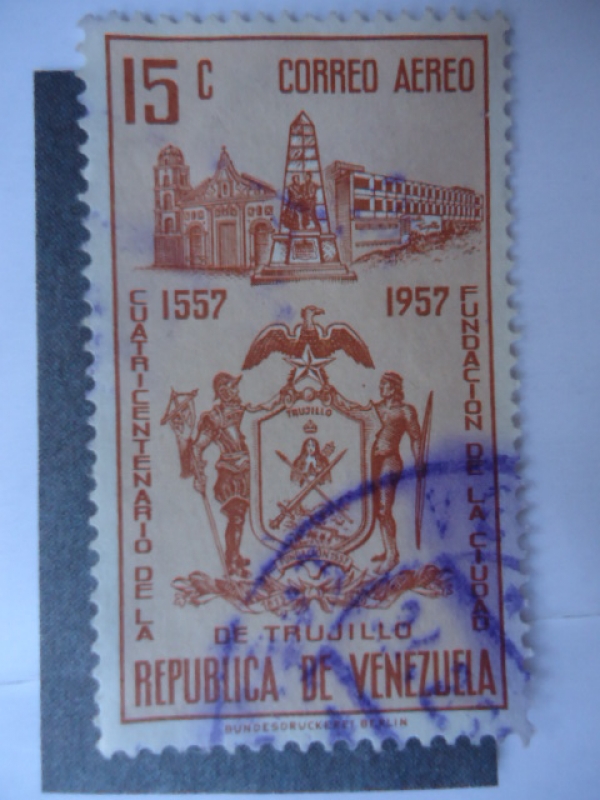 15 C CORREO AEREO
1557 1957
CUATRICENTENARIO DE LA
FUNDACION DE LA CIUDAD
TRUJILLO
DE TRUJILLO
REPUBLICA DE VENEZUELA
BUNDESDRUCKEREI BERLIN